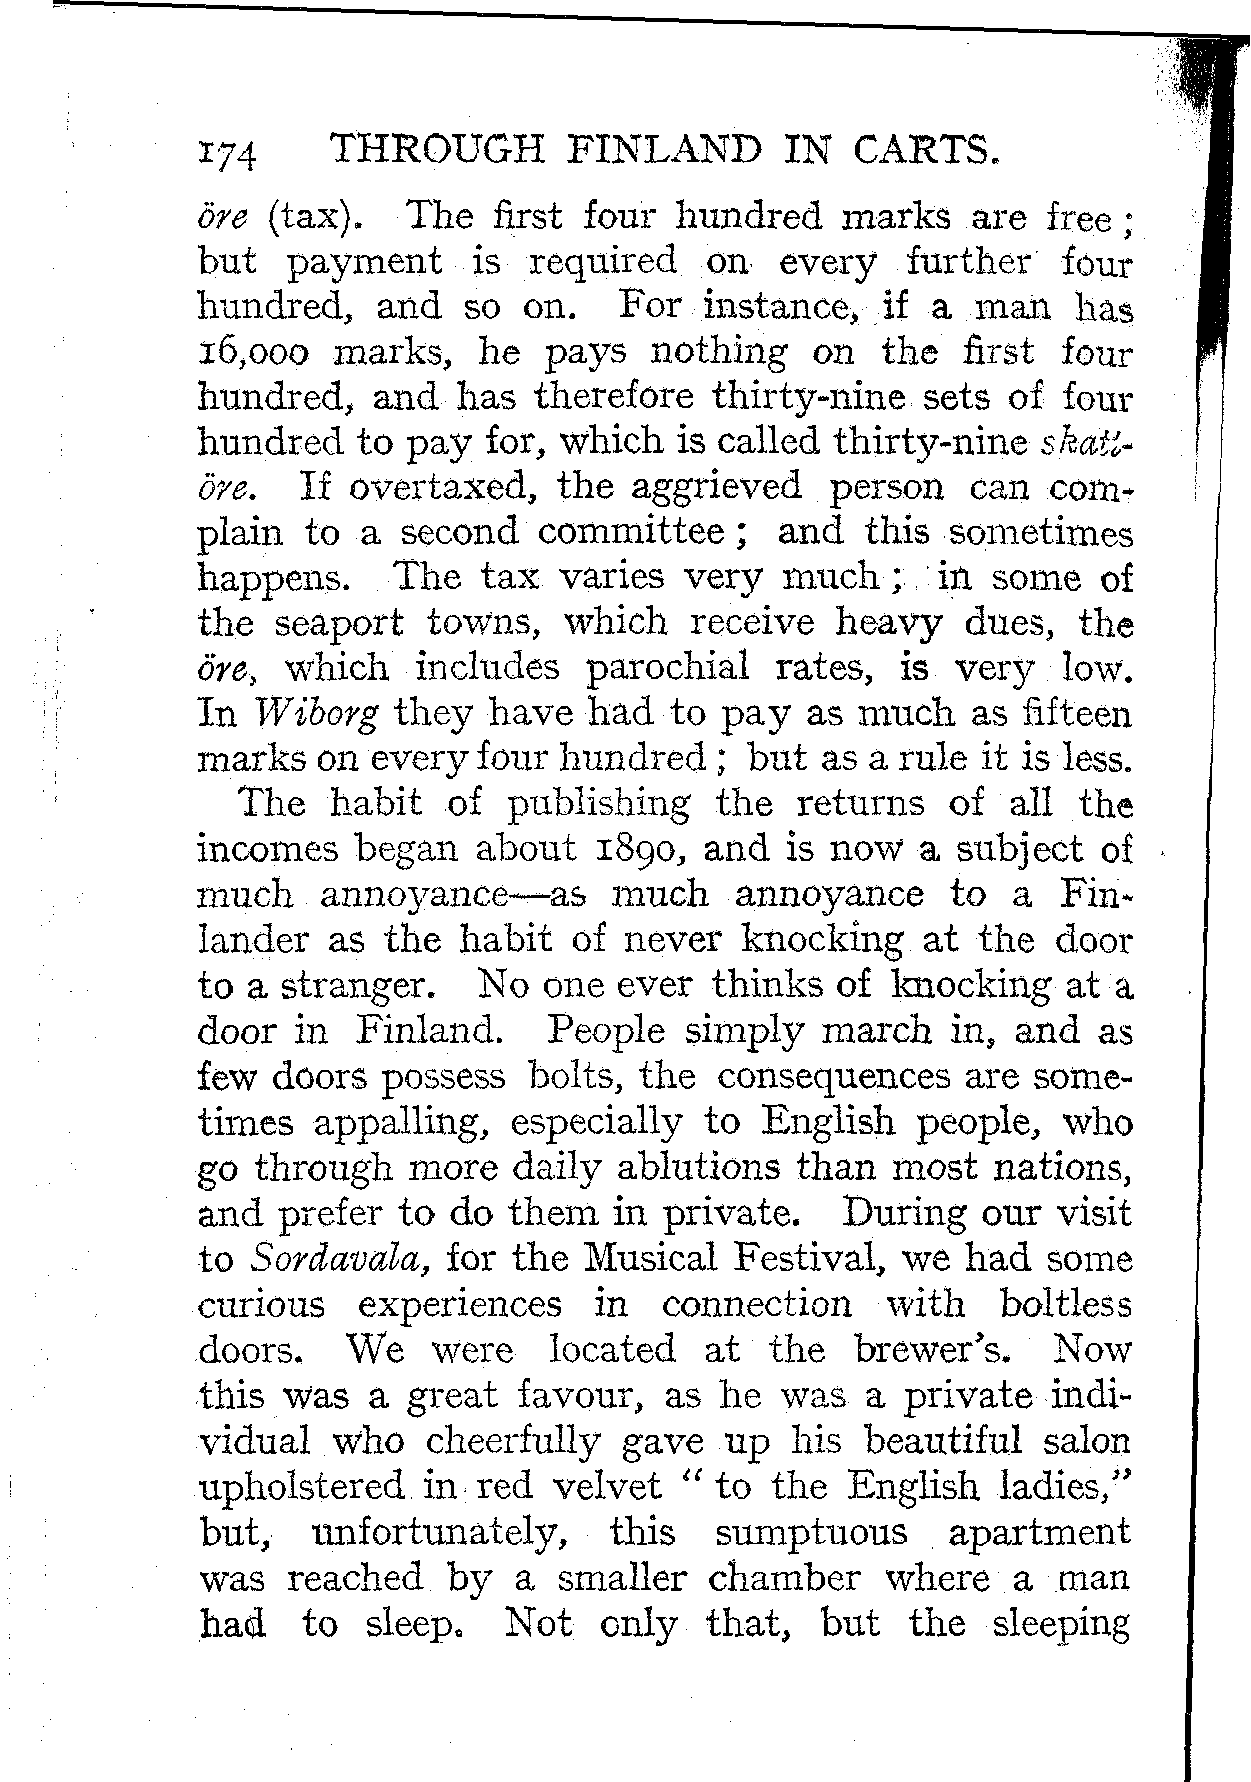 174 THROUGH FINLAND IN CARTS.
öre (tax). The first four hundred marks are free ;
but payment is required on every further four
hundred, and so on. For instance, if a man has
16,000 marks, he pays nothing on the first four
hundred, and has therefore thirty-nine sets of four
hundred to pay for, which is called thirty-nine skatt-
öre. If overtaxed, the aggrieved person can com-
plain to a second committee ; and this sometimes
happens. The tax varies very much ; in some of
the seaport towns, which receive heavy dues, the
öre, which includes parochial rates, is very low.
In Wiborg they have had to pay as much as fifteen
marks on every four hundred ; but as a rule it is less.
The habit of publishing the returns of all the
incomes began about 1890, and is now a subject of
much annoyance—as much annoyance to a Fin-
lander as the habit of never knocking at the door
to a stranger. No one ever thinks of knocking at a
door in Finland. People simply march in, and as
few doors possess bolts, the consequences are some-
times appalling, especially to English people, who
go through more daily ablutions than most nations,
and prefer to do them in private. During our visit
to Sordavala, for the Musical Festival, we had some
curious experiences in connection with boltless
doors. We were located at the brewer's. Now
this was a great favour, as he was a private indi-
vidual who cheerfully gave up his beautiful salon
upholstered in red velvet " to the English ladies,"
but, unfortunately, this sumptuous apartment
was reached by a smaller chamber where a man
had to sleep. Not only that, but the sleeping